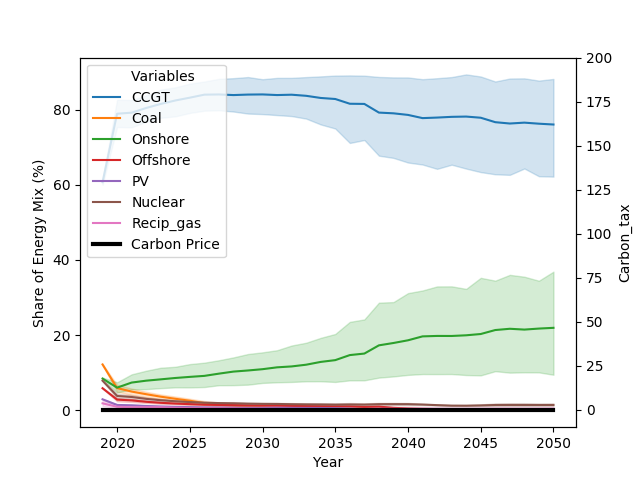 Variables
CCGT
Coal
Onshore
Offshore
PV
Nuclear
Recip_gas
Carbon Price
Share of Energy Mix (%)
0
20
40
60
80
Carbon_tax
200
175
150
125
100
75
50
25
0
2020
2025
2030
2035
2040
2045
2050
Year